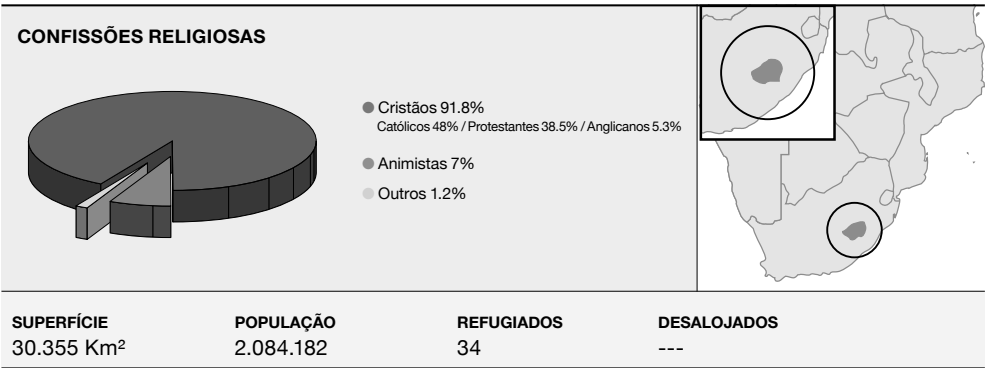 CONFISSÕES RELIGIOSAS
Cristãos 91.8%
Católicos 48% / Protestantes 38.5% / Anglicanos 5.3%
Animistas 7%
Outros 1.2%
SUPERFÍCIE POPULAÇÃO REFUGIADOS DESALOJADOS
30.355 Km² 2.084.182 34 ---